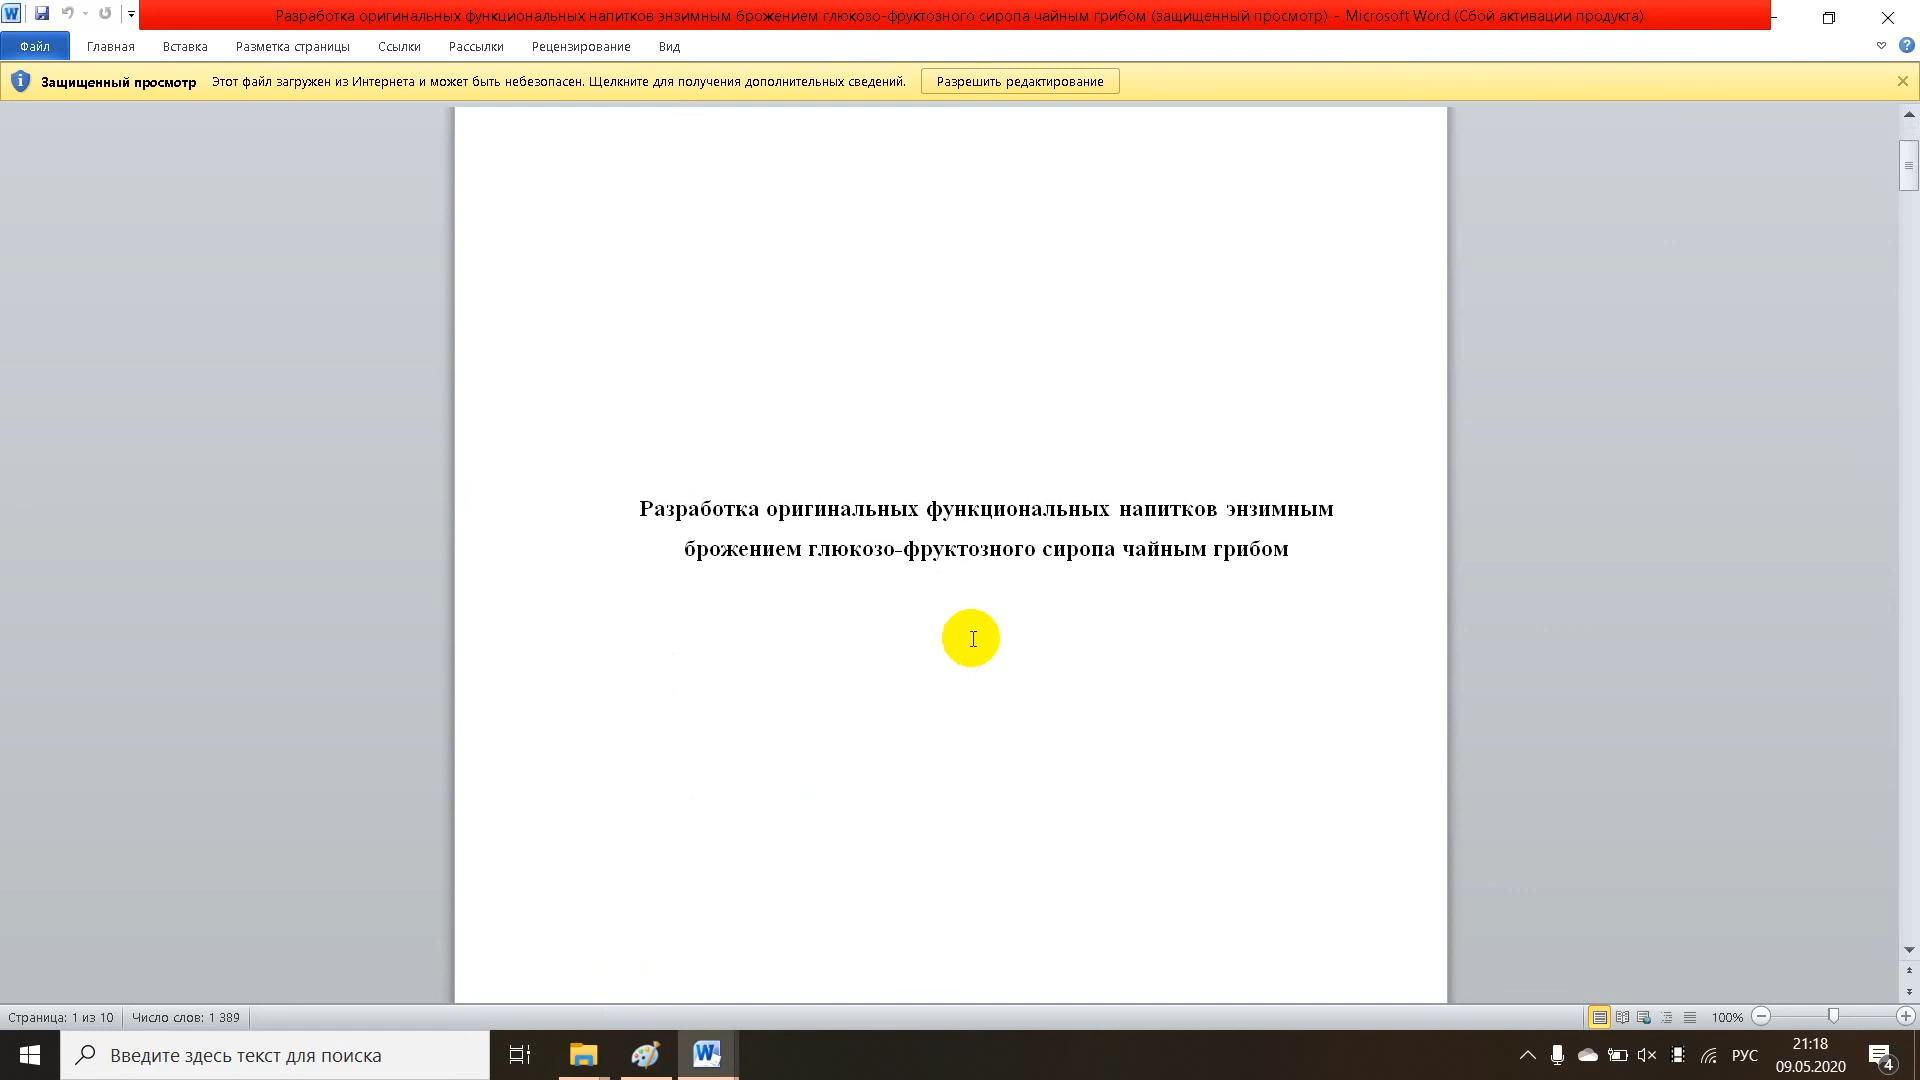 Разработка оригинальных функциональных напитков энзимным брожением глюкозо-фруктозного сиропа чайным грибом (защищенный просмотр) - Microsoft Word (Сбой активации продукта)
Файл Главная Вставка Разметка страницы Ссылки Рассылки Рецензирование Вид
Защищенный просмотр Этот файл загружен из Интернета и может быть небезопасен. Щелкните для получения дополнительных сведений. Разрешить редактирование
Разработка оригинальных функциональных напитков энзимным
брожением глюкозо-фруктозного сиропа чайным грибом
Страница: 1 из 10 Число слов: 1 389 100%
Введите здесь текст для поиска
РУС
21:18
09.05.2020
4